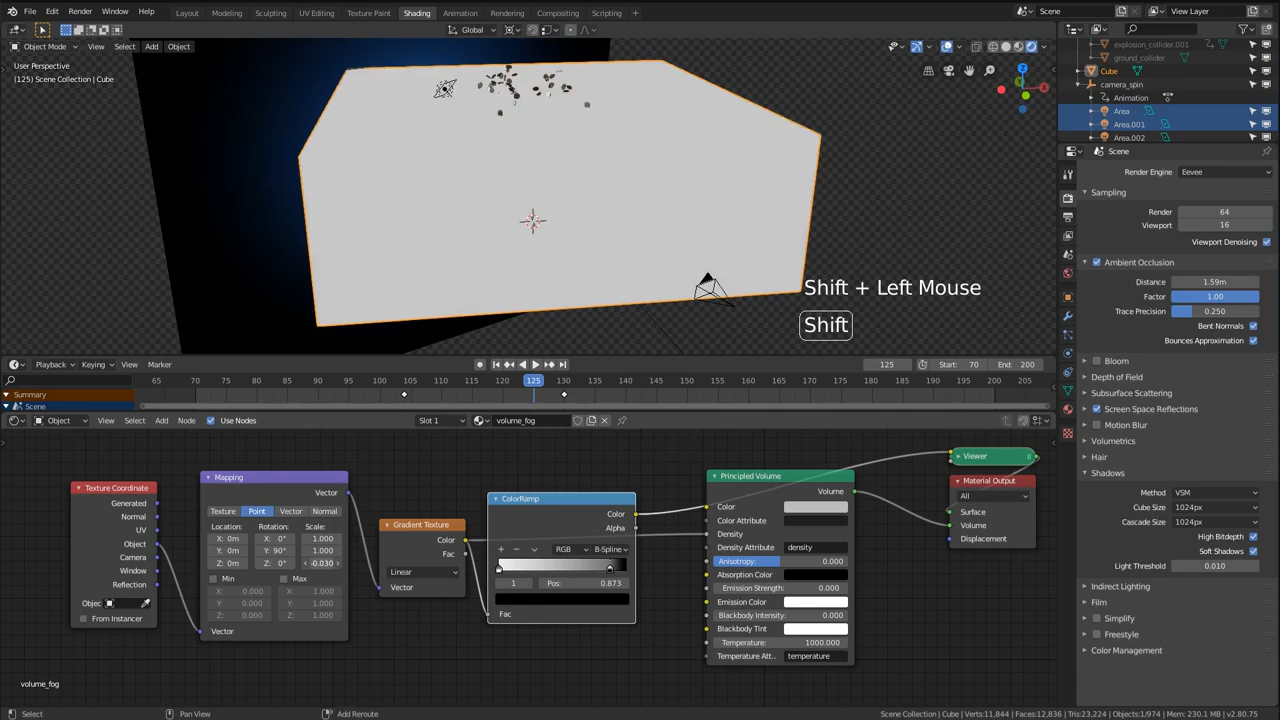 File Edit Render Window Help Layout Modeling Sculpting UV Editing Texture Paint Shading Animation Rendering Compositing Scripting + Scene View Layer
Global
Object Mode View Select Add Object
User Perspective
(125) Scene Collection | Cube
Z
Shift + Left Mouse
Shift
explosion_collider.001
ground_collider
Cube
camera_spin
Animation
Area
Area.001
Area.002
Scene
Render Engine Eevee
Sampling
Render 64
Viewport 16
Viewport Denoising
Ambient Occlusion
Distance 1.59m
Factor 1.00
Trace Precision 0.250
Bent Normals
Bounces Approximation
Bloom
Depth of Field
Subsurface Scattering
Screen Space Reflections
Motion Blur
Volumetrics
Hair
Shadows
Method VSM
Cube Size 1024px
Cascade Size 1024px
High Bitdepth
Soft Shadows
Light Threshold 0.010
Indirect Lighting
Film
Simplify
Freestyle
Color Management
Playback Keying View Marker 125 Start: 70 End: 200
65 70 75 80 85 90 95 100 105 110 115 120 125 130 135 140 145 150 155 160 165 170 175 180 185 190 195 200 205
Summary
Scene
Object View Select Add Node Use Nodes Slot 1 volume_fog
Texture Coordinate
Generated
Normal
UV
Object
Camera
Window
Reflection
Objec
From Instancer
Mapping
Vector
Texture Point Vector Normal
Location: Rotation: Scale:
X: 0m X: 0° 1.000
Y: 0m Y: 90° 1.000
Z: 0m Z: 0° -0.030
Min Max
X: 0.000 X: 1.000
Y: 0.000 Y: 1.000
Z: 0.000 Z: 1.000
Vector
Gradient Texture
Color
Fac
Linear
Vector
ColorRamp
Color
Alpha
+ − RGB B-Spline
1 Pos: 0.873
Fac
Principled Volume
Volume
Color
Color Attribute
Density
Density Attribute density
Anisotropy: 0.000
Absorption Color
Emission Strength 0.000
Emission Color
Blackbody Intensity: 0.000
Blackbody Tint
Temperature: 1000.000
Temperature Att.. temperature
Viewer
Material Output
All
Surface
Volume
Displacement
volume_fog
Select Pan View Add Reroute Scene Collection | Cube | Verts:11,844 | Faces:12,836 | Tris:23,224 | Objects:1/974 | Mem: 230.1 MB | v2.80.75